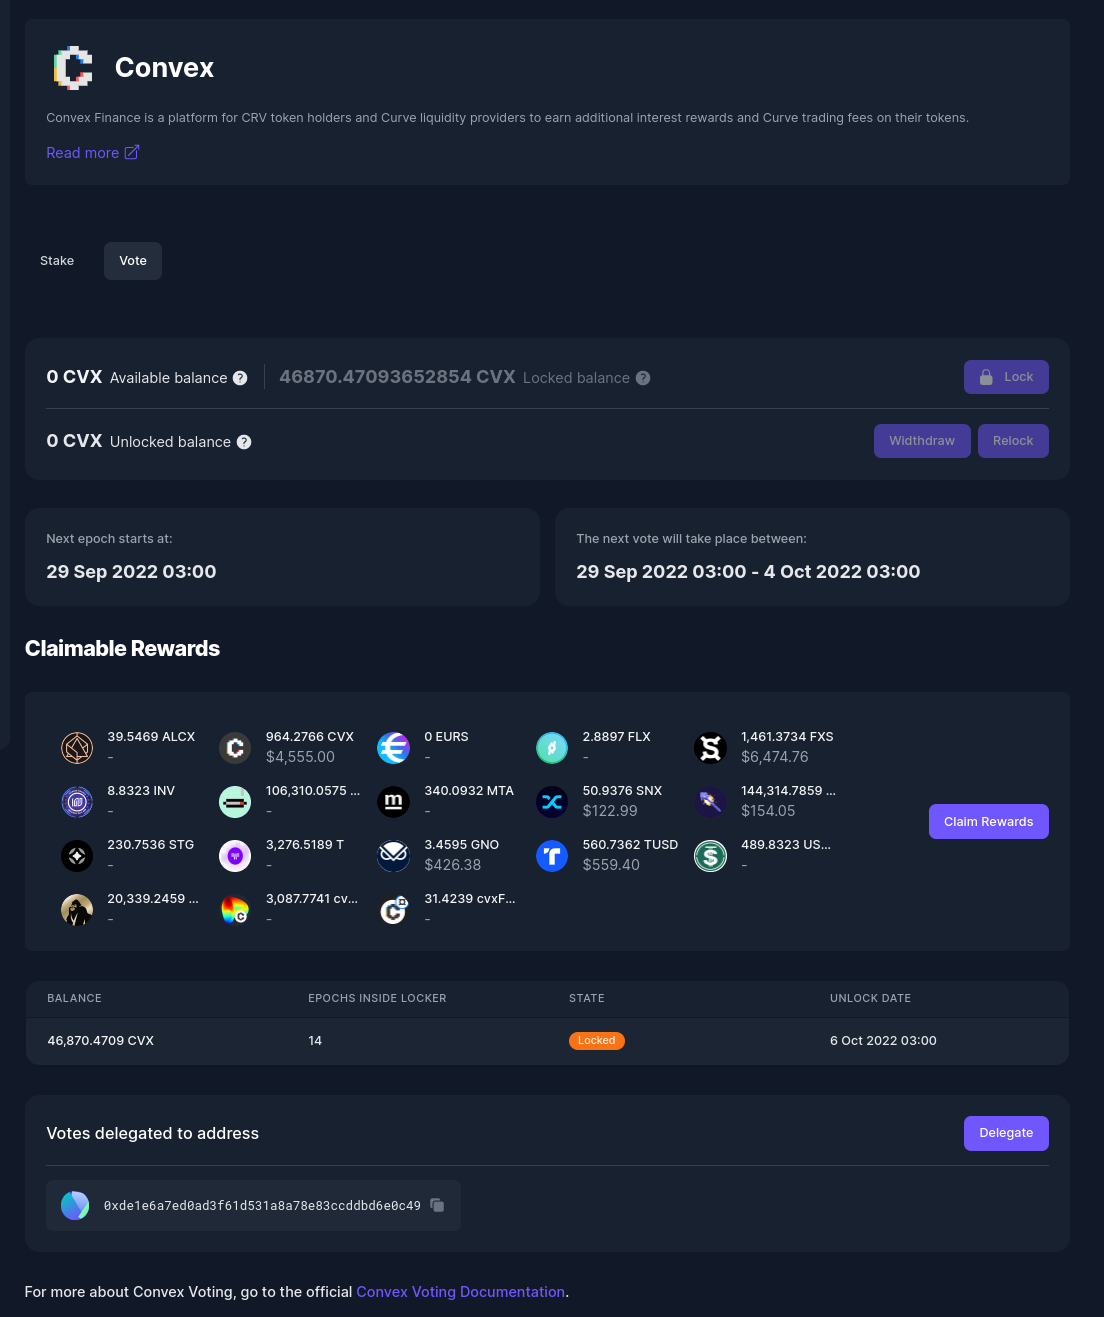 Convex
Convex Finance is a platform for CRV token holders and Curve liquidity providers to earn additional interest rewards and Curve trading fees on their tokens.
Read more
Stake Vote
0 CVX Available balance ? 46870.47093652854 CVX Locked balance ? Lock
0 CVX Unlocked balance ? Widthdraw Relock
Next epoch starts at: The next vote will take place between:
29 Sep 2022 03:00 29 Sep 2022 03:00 - 4 Oct 2022 03:00
Claimable Rewards
39.5469 ALCX 964.2766 CVX 0 EURS 2.8897 FLX 1,461.3734 FXS
- $4,555.00 - - $6,474.76
8.8323 INV 106,310.0575 ... 340.0932 MTA 50.9376 SNX 144,314.7859 ...
- - - $122.99 $154.05
Claim Rewards
230.7536 STG 3,276.5189 T 3.4595 GNO 560.7362 TUSD 489.8323 US...
- - $426.38 $559.40 -
20,339.2459 ... 3,087.7741 cv... 31.4239 cvxF...
- - -
BALANCE EPOCHS INSIDE LOCKER STATE UNLOCK DATE
46,870.4709 CVX 14 Locked 6 Oct 2022 03:00
Votes delegated to address Delegate
0xde1e6a7ed0ad3f61d531a8a78e83ccddbd6e0c49
For more about Convex Voting, go to the official Convex Voting Documentation.